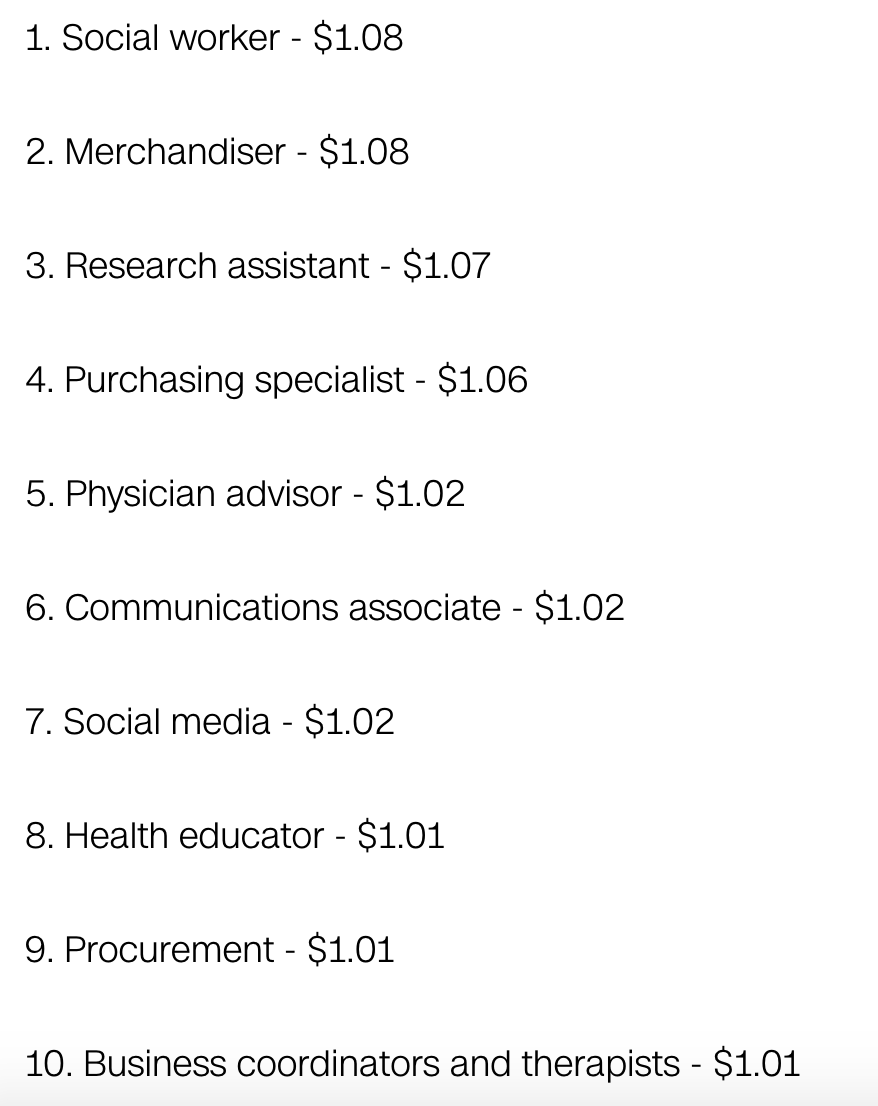 1. Social worker - $1.08
2. Merchandiser - $1.08
3. Research assistant - $1.07
4. Purchasing specialist - $1.06
5. Physician advisor - $1.02
6. Communications associate - $1.02
7. Social media - $1.02
8. Health educator - $1.01
9. Procurement - $1.01
10. Business coordinators and therapists - $1.01